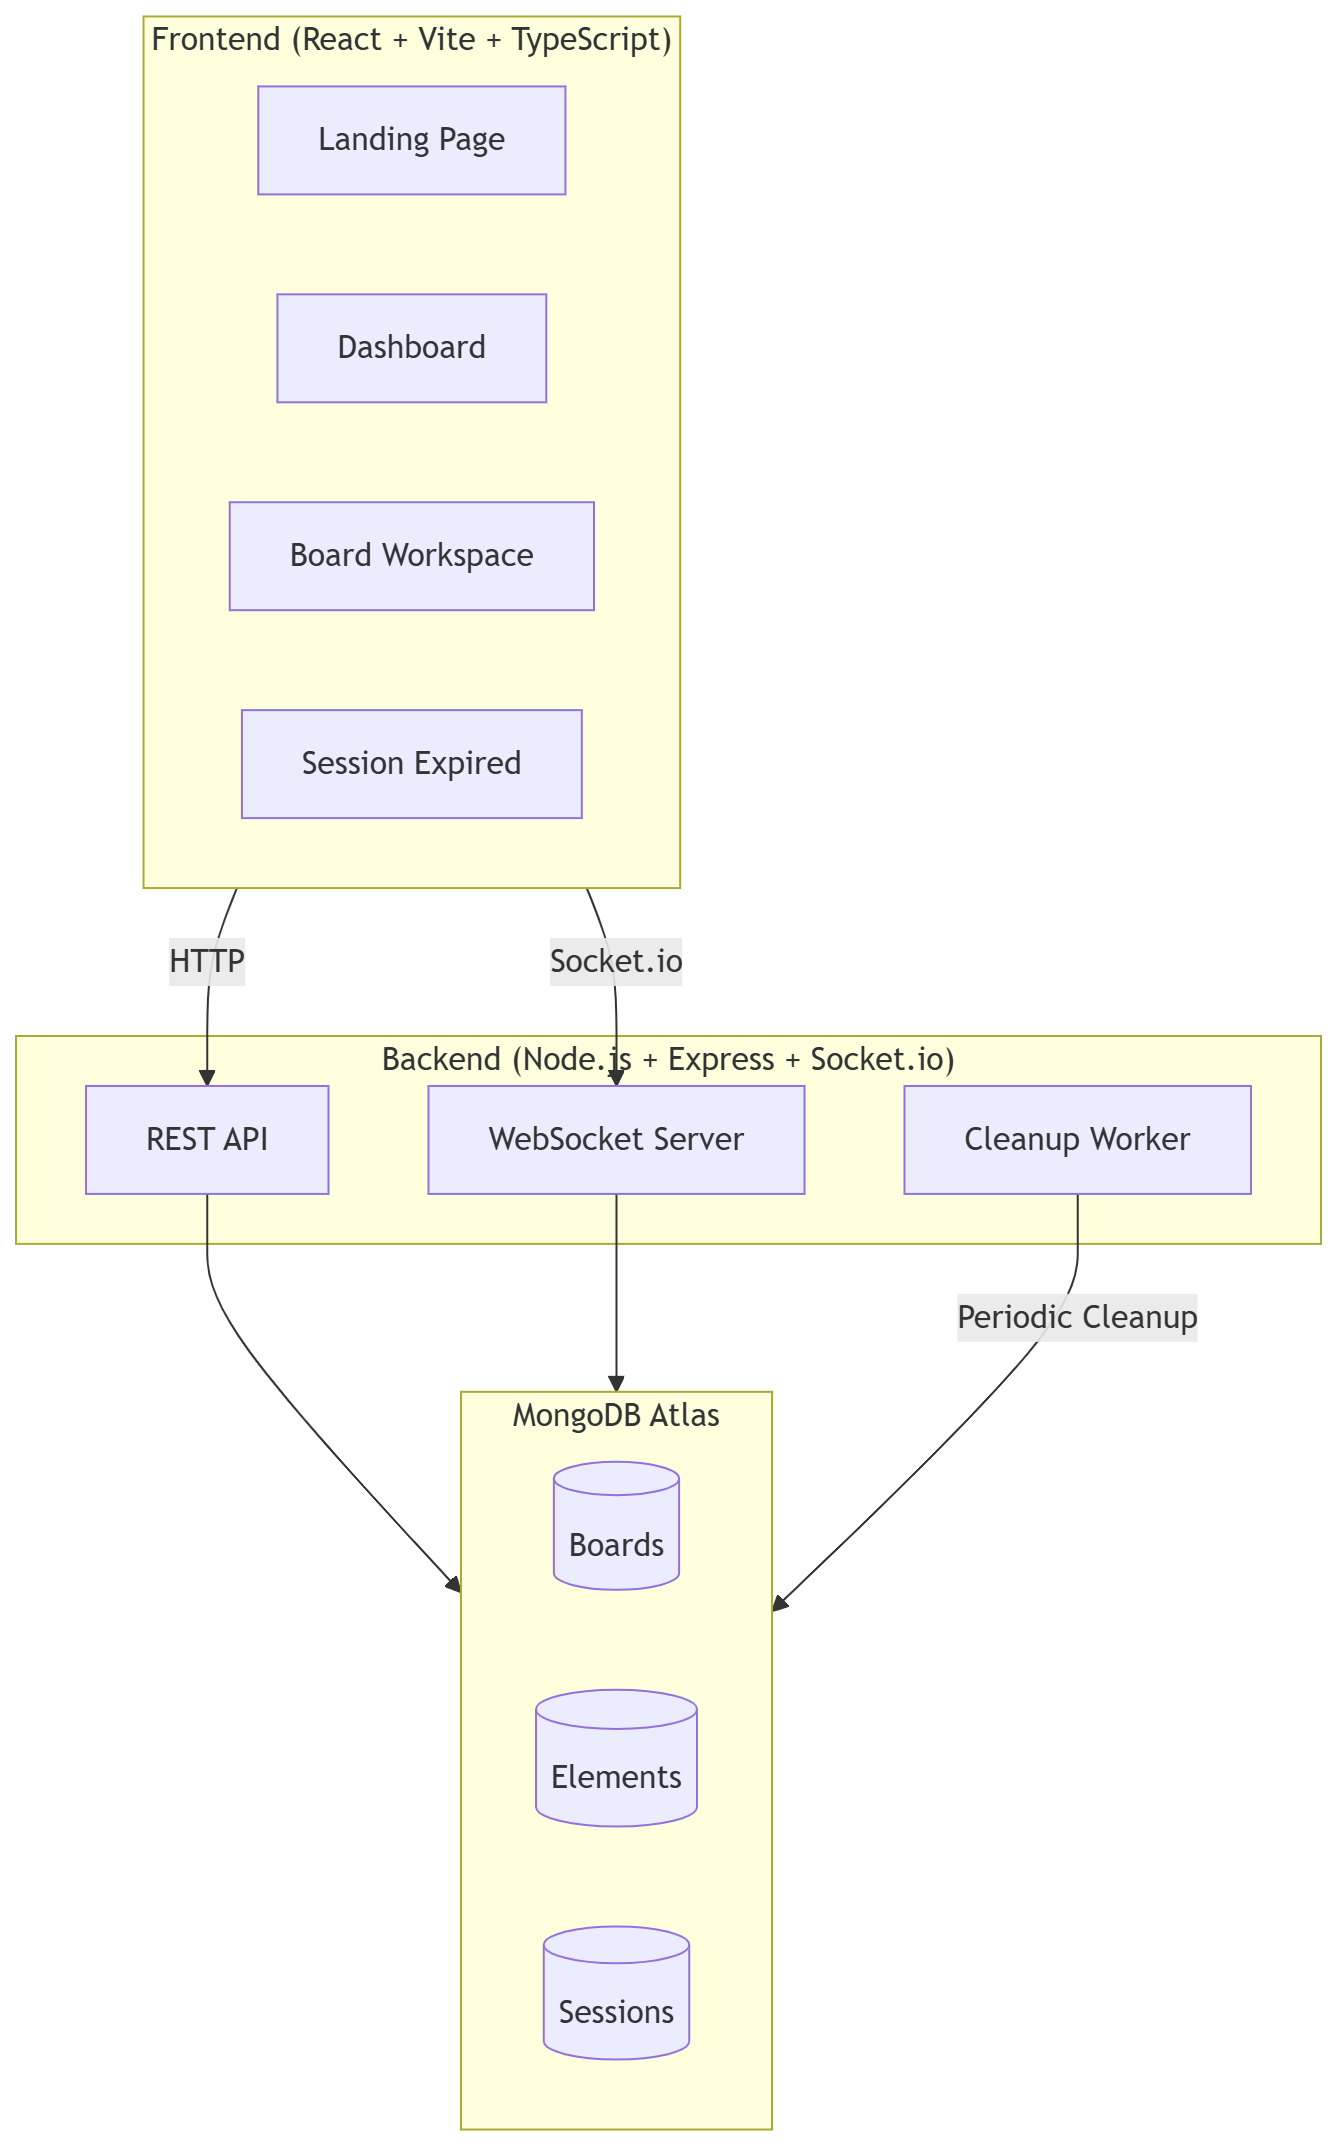 Frontend (React + Vite + TypeScript)
Landing Page
Dashboard
Board Workspace
Session Expired
HTTP
Socket.io
Backend (Node.js + Express + Socket.io)
REST API
WebSocket Server
Cleanup Worker
Periodic Cleanup
MongoDB Atlas
Boards
Elements
Sessions